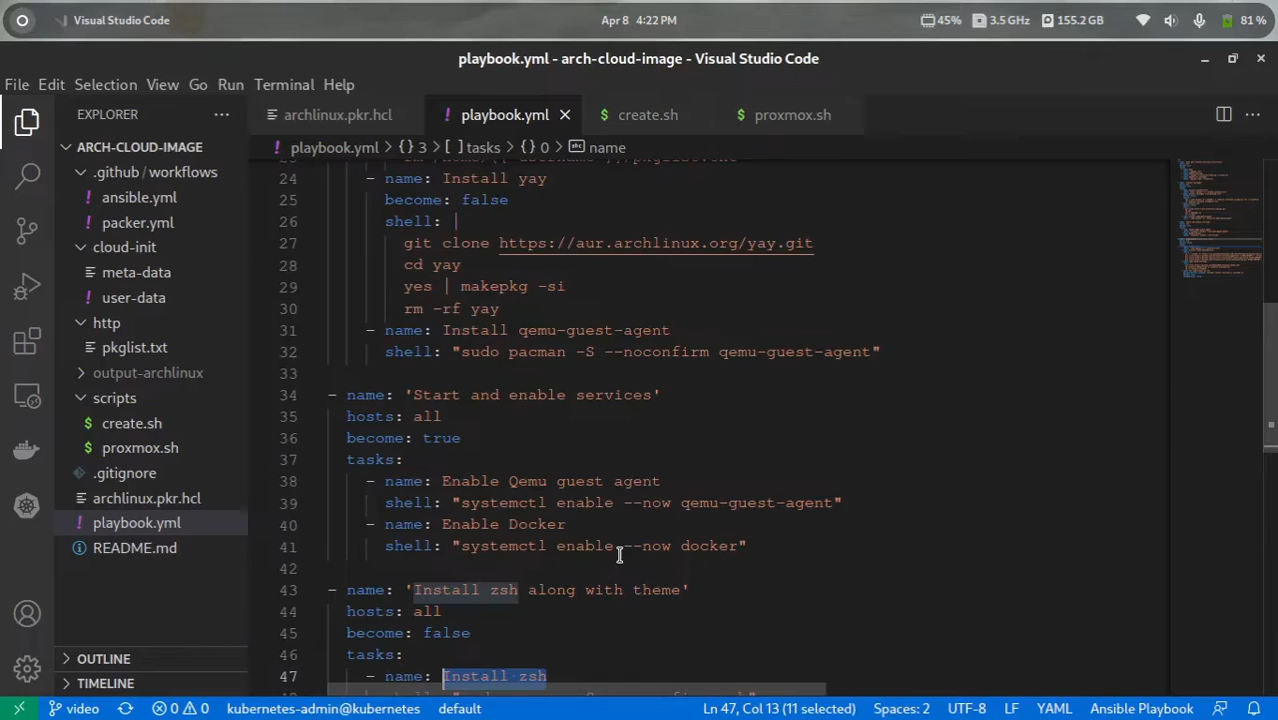 Visual Studio Code
Apr 8 4:22 PM
45%
3.5GHz
155.2GB
81 %
playbook.yml - arch-cloud-image - Visual Studio Code
File Edit Selection View Go Run Terminal Help
EXPLORER
archlinux.pkr.hcl
playbook.yml
create.sh
proxmox.sh
ARCH-CLOUD-IMAGE
.github / workflows
ansible.yml
packer.yml
cloud-init
meta-data
user-data
http
pkglist.txt
output-archlinux
scripts
create.sh
proxmox.sh
.gitignore
archlinux.pkr.hcl
playbook.yml
README.md
OUTLINE
TIMELINE
playbook.yml > {} 3 > [ ] tasks > {} 0 > abc name
24 - name: Install yay
25 become: false
26 shell: |
27 git clone https://aur.archlinux.org/yay.git
28 cd yay
29 yes | makepkg -si
30 rm -rf yay
31 - name: Install qemu-guest-agent
32 shell: "sudo pacman -S --noconfirm qemu-guest-agent"
33
34 - name: 'Start and enable services'
35 hosts: all
36 become: true
37 tasks:
38 - name: Enable Qemu guest agent
39 shell: "systemctl enable --now qemu-guest-agent"
40 - name: Enable Docker
41 shell: "systemctl enable --now docker"
42
43 - name: 'Install zsh along with theme'
44 hosts: all
45 become: false
46 tasks:
47 - name: Install zsh
video
0
0
kubernetes-admin@kubernetes
default
Ln 47, Col 13 (11 selected)
Spaces: 2
UTF-8
LF
YAML
Ansible Playbook